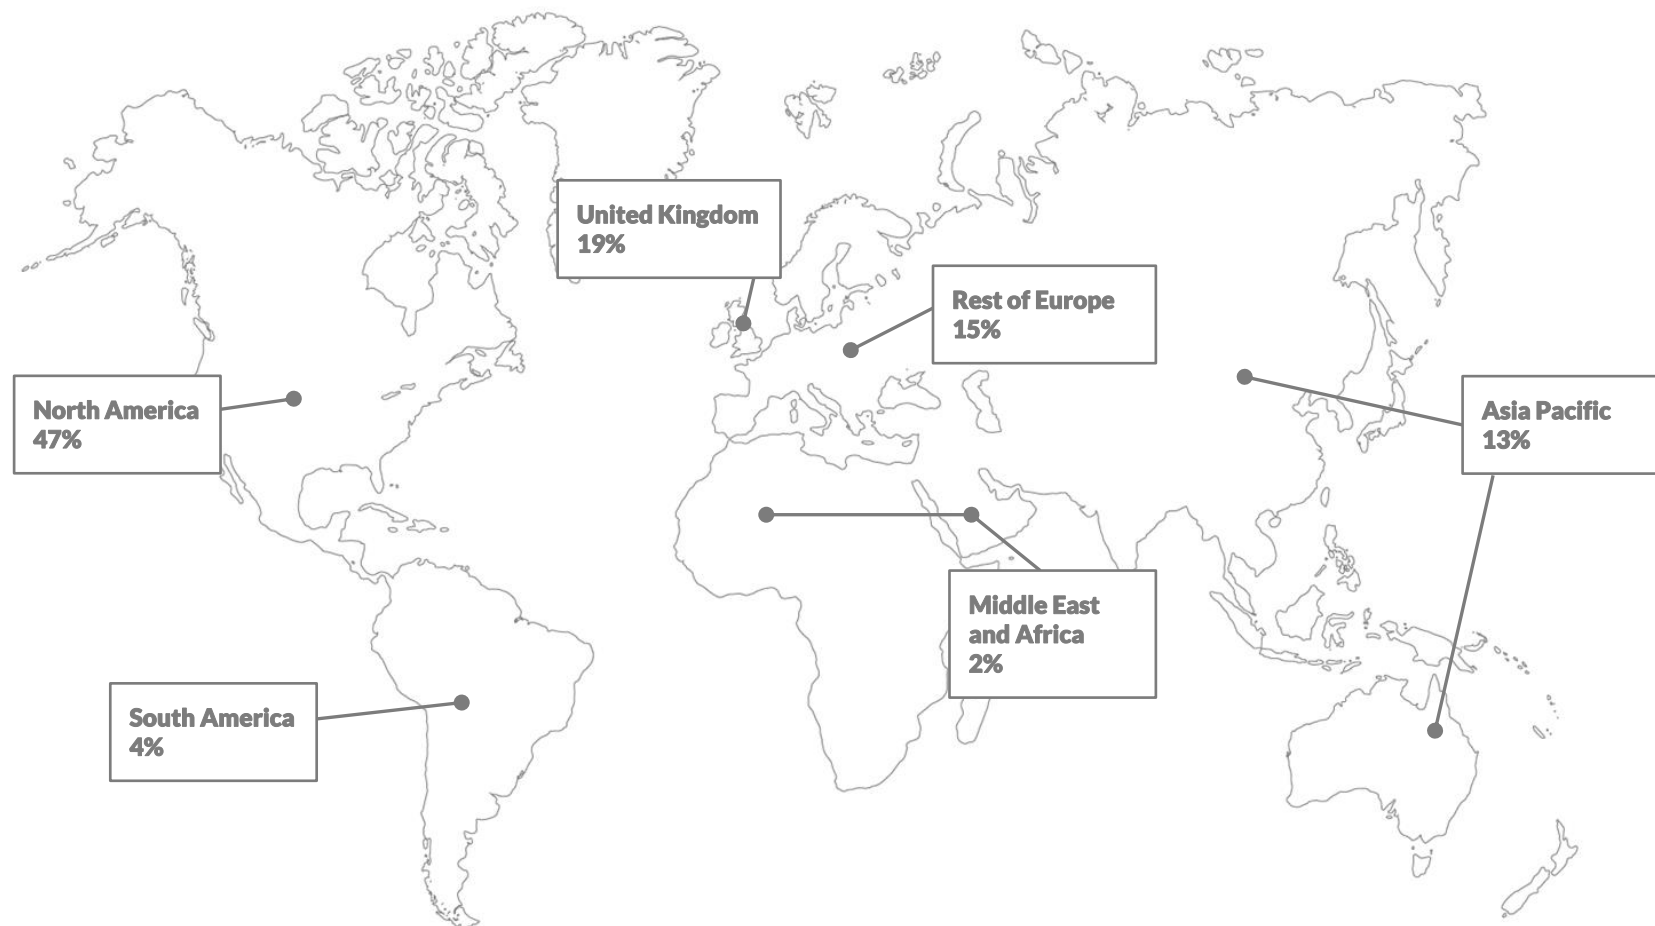 United Kingdom
19%
Rest of Europe
15%
North America
47%
Asia Pacific
13%
Middle East
and Africa
2%
South America
4%